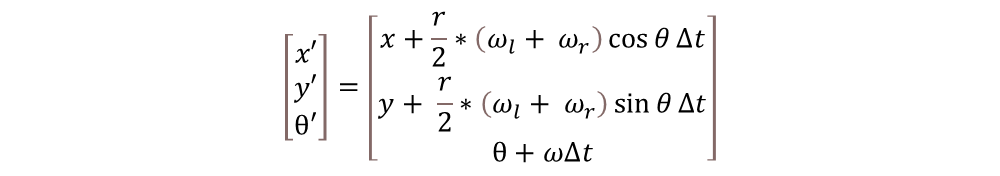 [x′ y′ θ′] = [x + r/2 * (ω_l + ω_r) cos θ Δt
y + r/2 * (ω_l + ω_r) sin θ Δt
θ + ωΔt]